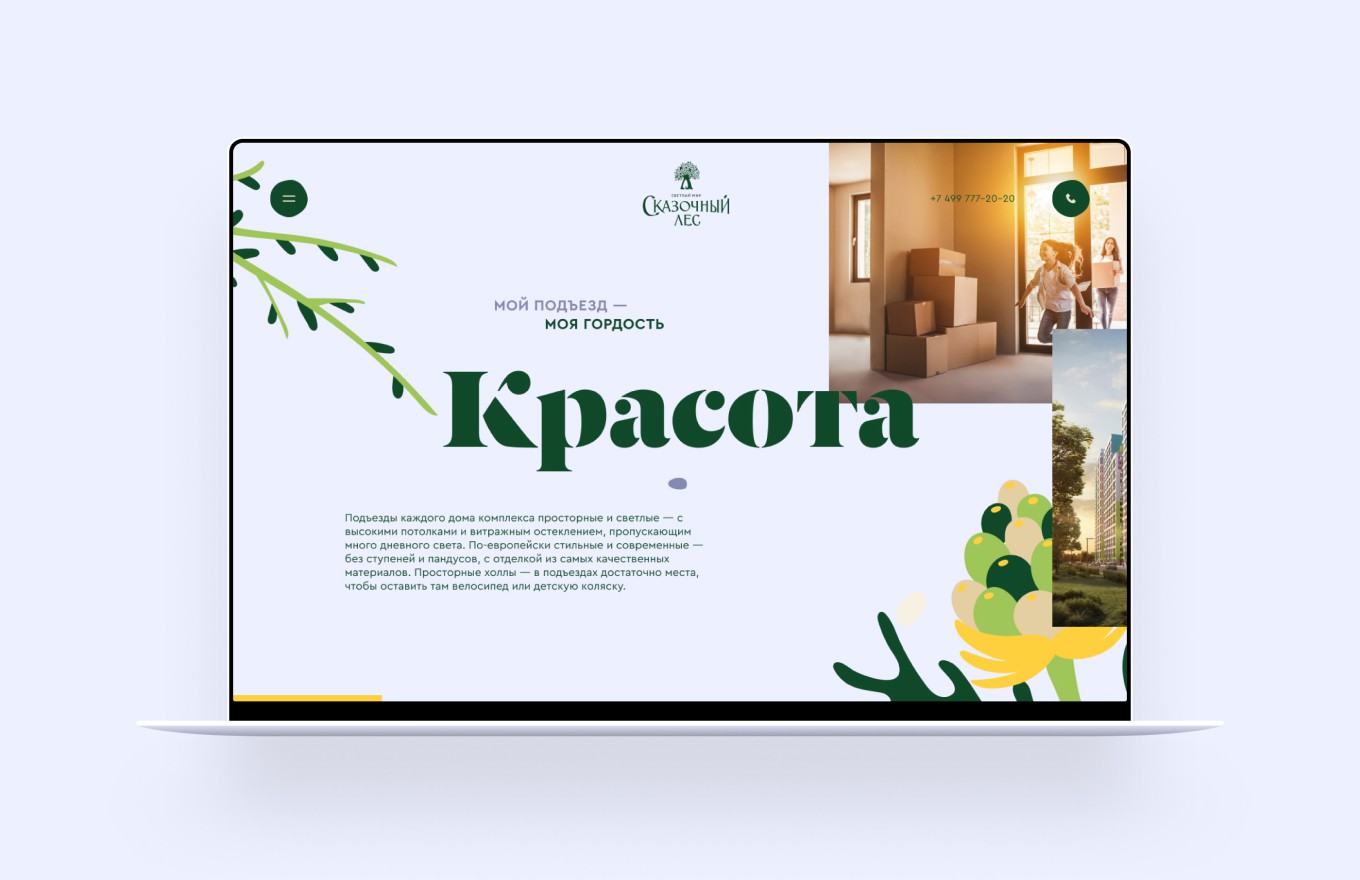 СВЕТЛЫЙ МИР
СКАЗОЧНЫЙ
ЛЕС
+7 499 777-20-20
МОЙ ПОДЪЕЗД —
МОЯ ГОРДОСТЬ
Красота
Подъезды каждого дома комплекса просторные и светлые — с
высокими потолками и витражным остеклением, пропускающим
много дневного света. По-европейски стильные и современные —
без ступеней и пандусов, с отделкой из самых качественных
материалов. Просторные холлы — в подъездах достаточно места,
чтобы оставить там велосипед или детскую коляску.